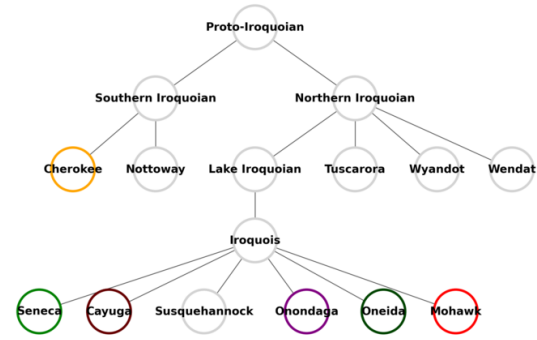 Proto-Iroquoian
Southern Iroquoian
Northern Iroquoian
Cherokee
Nottoway
Lake Iroquoian
Tuscarora
Wyandot
Wendat
Iroquois
Seneca
Cayuga
Susquehannock
Onondaga
Oneida
Mohawk